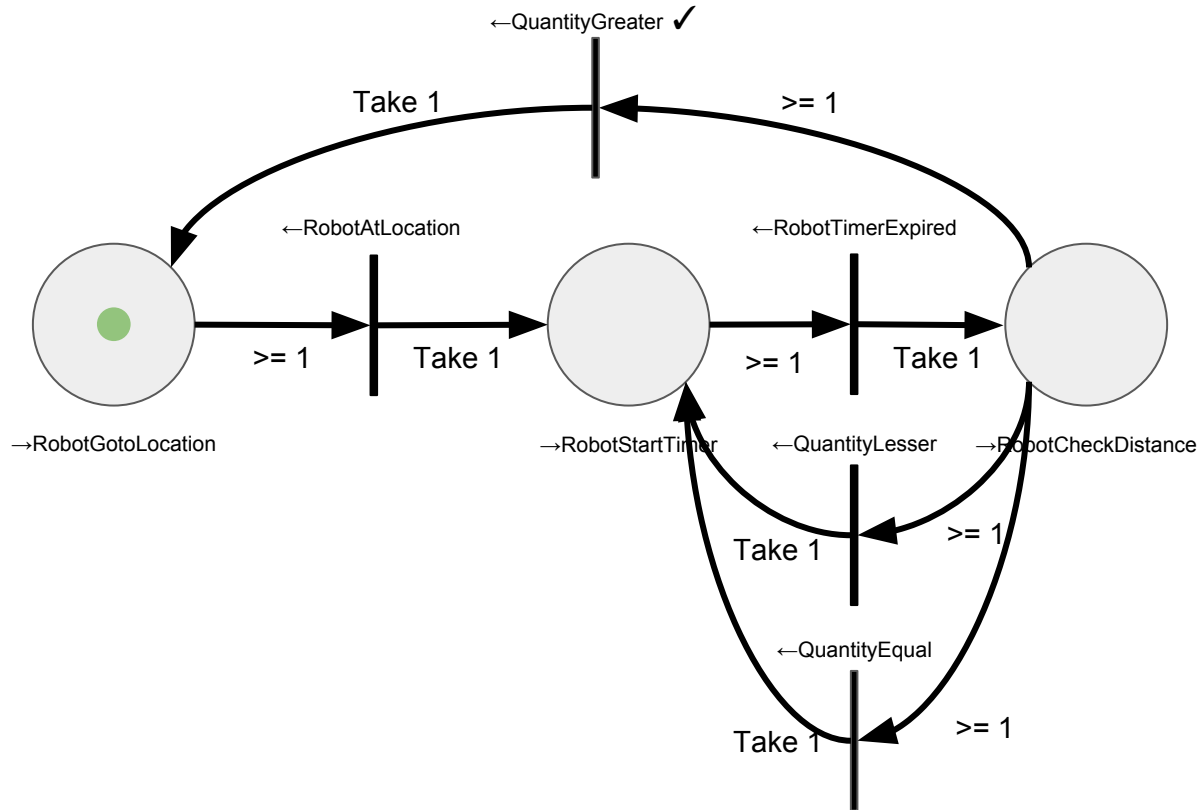 ←QuantityGreater ✓
Take 1
>= 1
←RobotAtLocation
←RobotTimerExpired
>= 1
Take 1
>= 1
Take 1
→RobotGotoLocation
→RobotStartTimer
←QuantityLesser
→RobotCheckDistance
Take 1
>= 1
←QuantityEqual
Take 1
>= 1